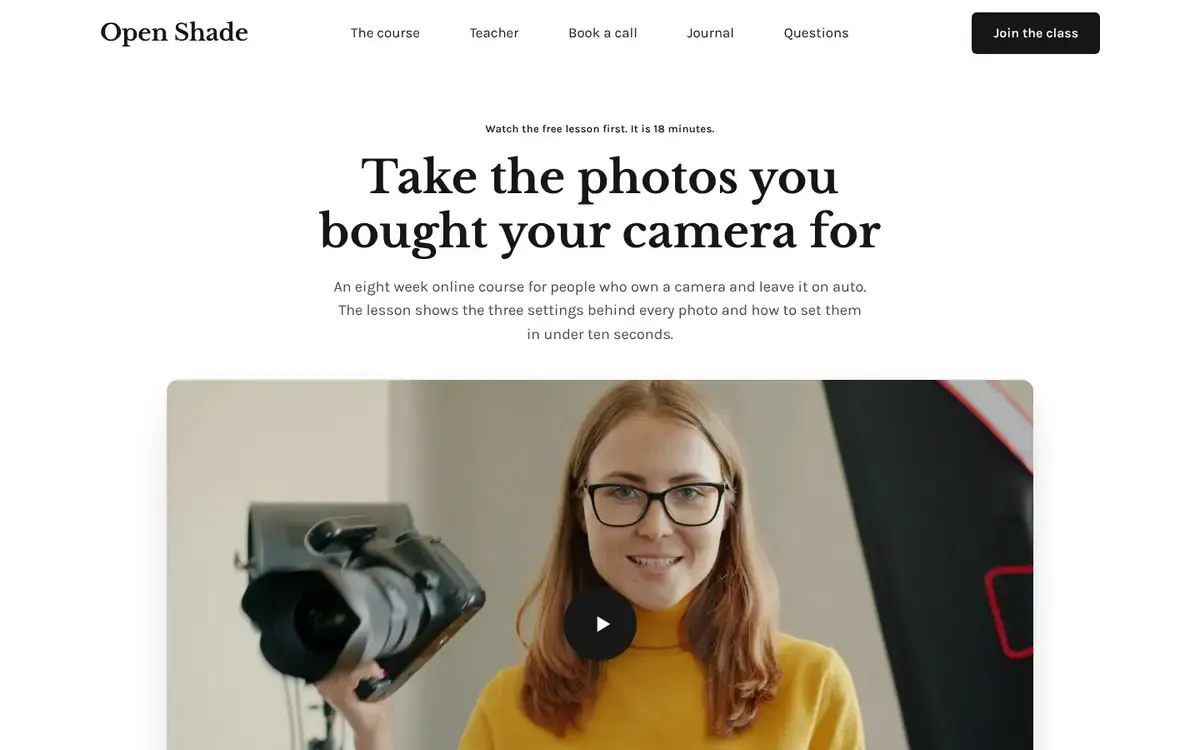 Open Shade
The course
Teacher
Book a call
Journal
Questions
Join the class
Watch the free lesson first. It is 18 minutes.
Take the photos you
bought your camera for
An eight week online course for people who own a camera and leave it on auto.
The lesson shows the three settings behind every photo and how to set them
in under ten seconds.